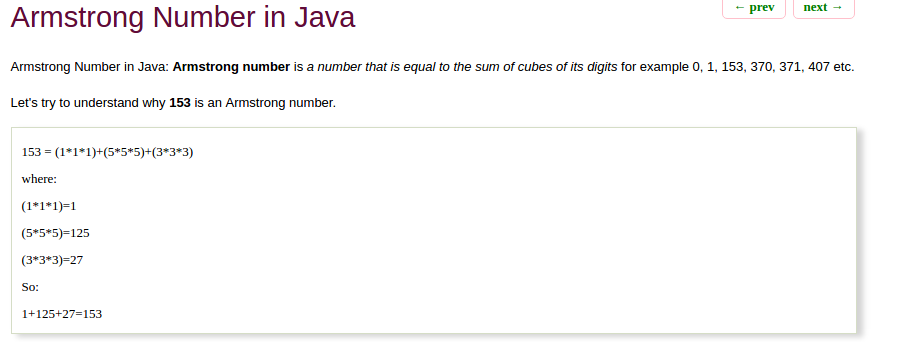 Armstrong Number in Java
← prev
next →
Armstrong Number in Java: Armstrong number is a number that is equal to the sum of cubes of its digits for example 0, 1, 153, 370, 371, 407 etc.
Let's try to understand why 153 is an Armstrong number.
153 = (1*1*1)+(5*5*5)+(3*3*3)
where:
(1*1*1)=1
(5*5*5)=125
(3*3*3)=27
So:
1+125+27=153